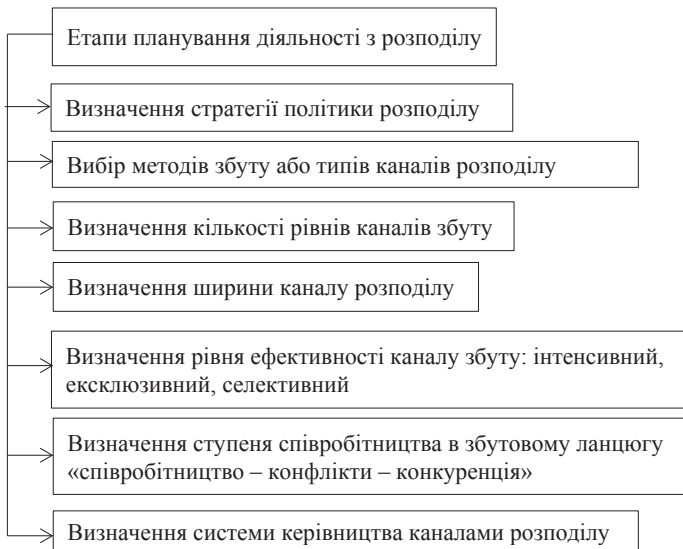 Етапи планування діяльності з розподілу
Визначення стратегії політики розподілу
Вибір методів збуту або типів каналів розподілу
Визначення кількості рівнів каналів збуту
Визначення ширини каналу розподілу
Визначення рівня ефективності каналу збуту: інтенсивний,
ексклюзивний, селективний
Визначення ступеня співробітництва в збутовому ланцюгу
«співробітництво – конфлікти – конкуренція»
Визначення системи керівництва каналами розподілу